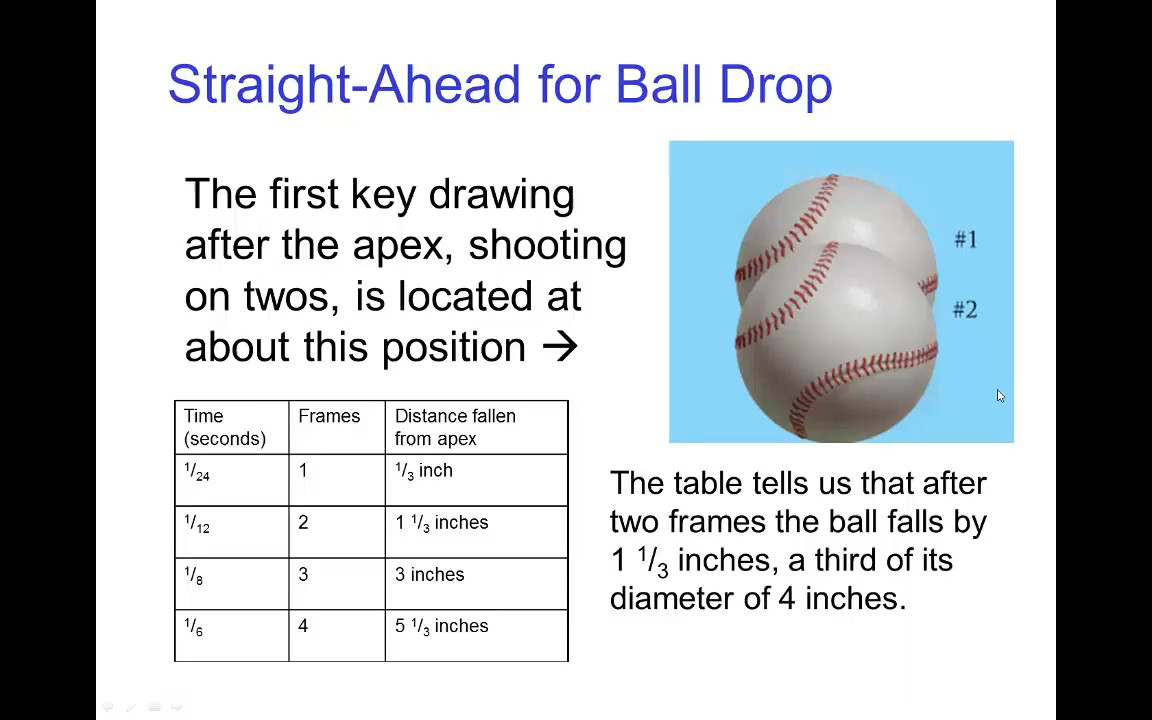 Straight-Ahead for Ball Drop
The first key drawing
after the apex, shooting
on twos, is located at
about this position →
#1
#2
Time (seconds) Frames Distance fallen from apex
1/24 1 1/3 inch
1/12 2 1 1/3 inches
1/8 3 3 inches
1/6 4 5 1/3 inches
The table tells us that after
two frames the ball falls by
1 1/3 inches, a third of its
diameter of 4 inches.